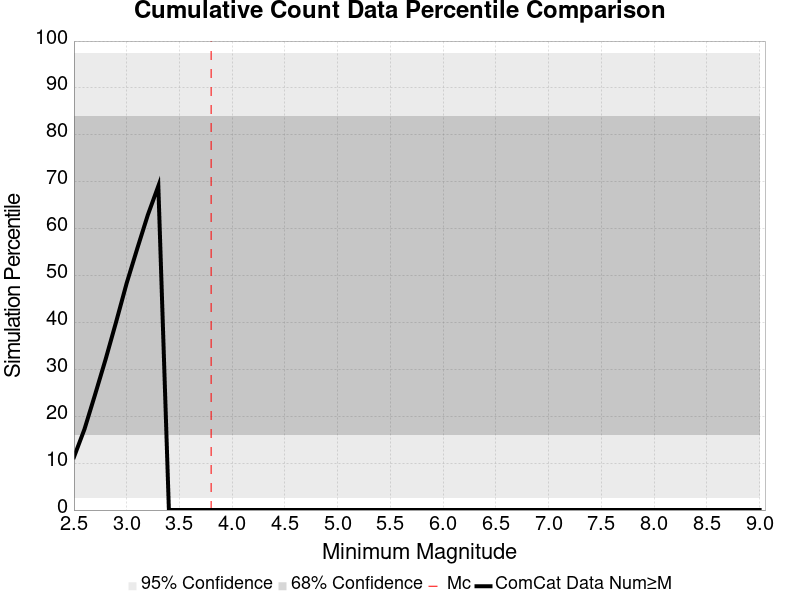 Cumulative Count Data Percentile Comparison
Simulation Percentile
100
90
80
70
60
50
40
30
20
10
0
2.5 3.0 3.5 4.0 4.5 5.0 5.5 6.0 6.5 7.0 7.5 8.0 8.5 9.0
Minimum Magnitude
95% Confidence 68% Confidence Mc ComCat Data Num≥M